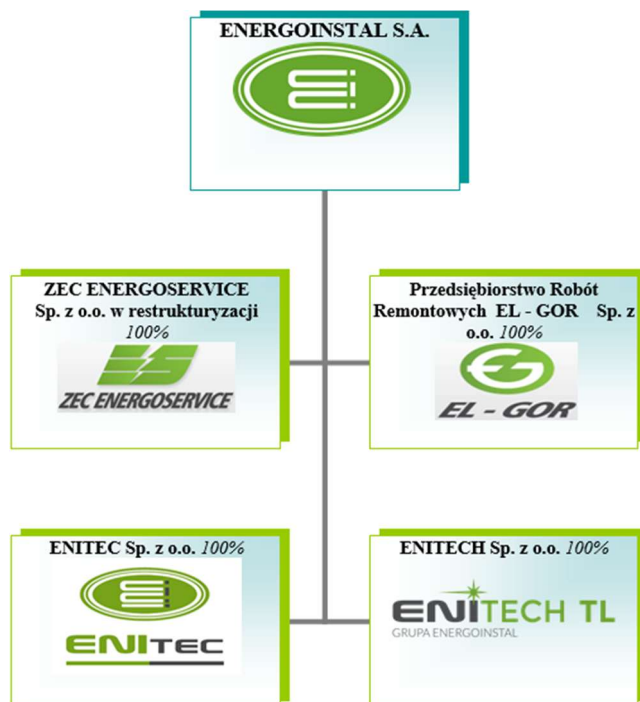 ENERGOINSTAL S.A.
ZEC ENERGOSERVICE
Sp. z o.o. w restrukturyzacji
100%
ZEC ENERGOSERVICE
Przedsiębiorstwo Robót
Remontowych EL - GOR Sp. z
o.o. 100%
EL - GOR
ENITEC Sp. z o.o. 100%
ENITEC
ENITECH Sp. z o.o. 100%
ENITECH TL
GRUPA ENERGOINSTAL